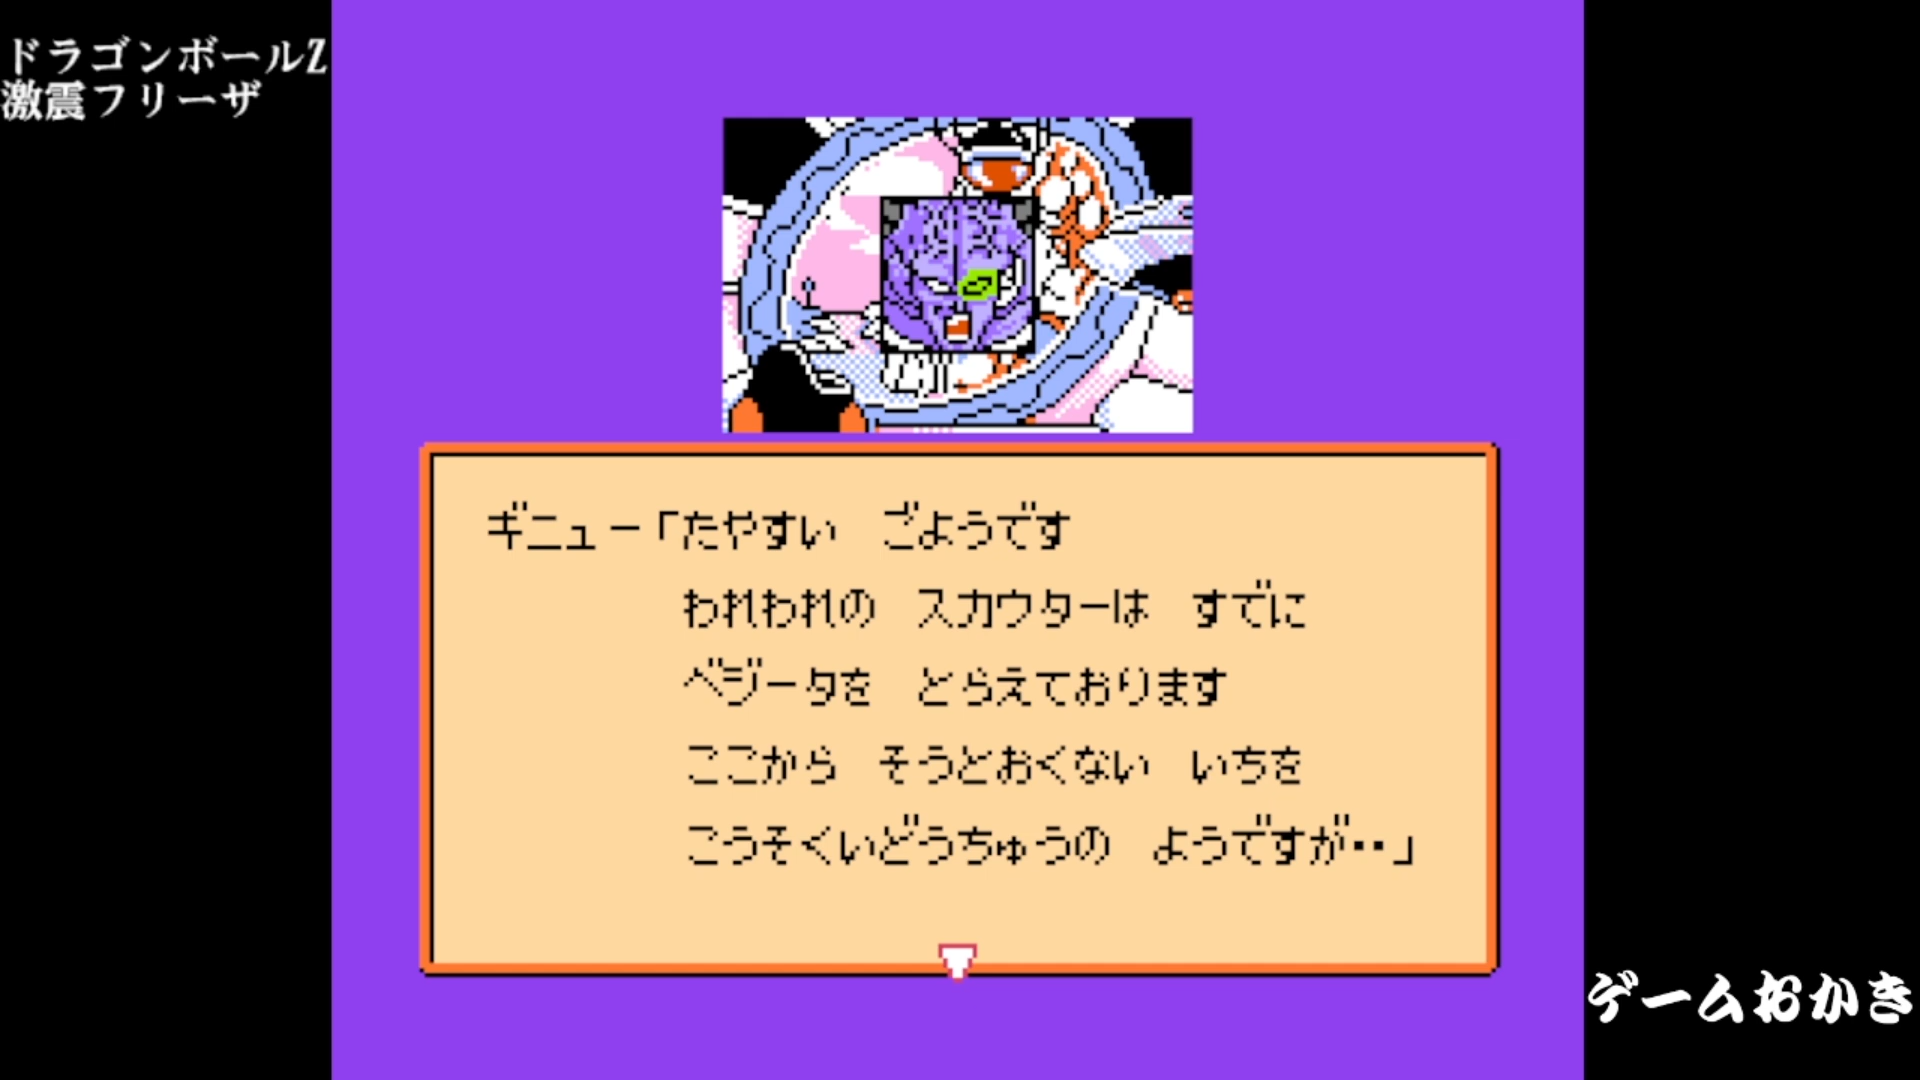 ドラゴンボールZ
激震フリーザ
ギニュー「たやすい ごようです
われわれの スカウターは すでに
ベジータを とらえております
ここから そうとおくない いちを
こうそくいどうちゅうの ようですが‥」
ゲームおかき